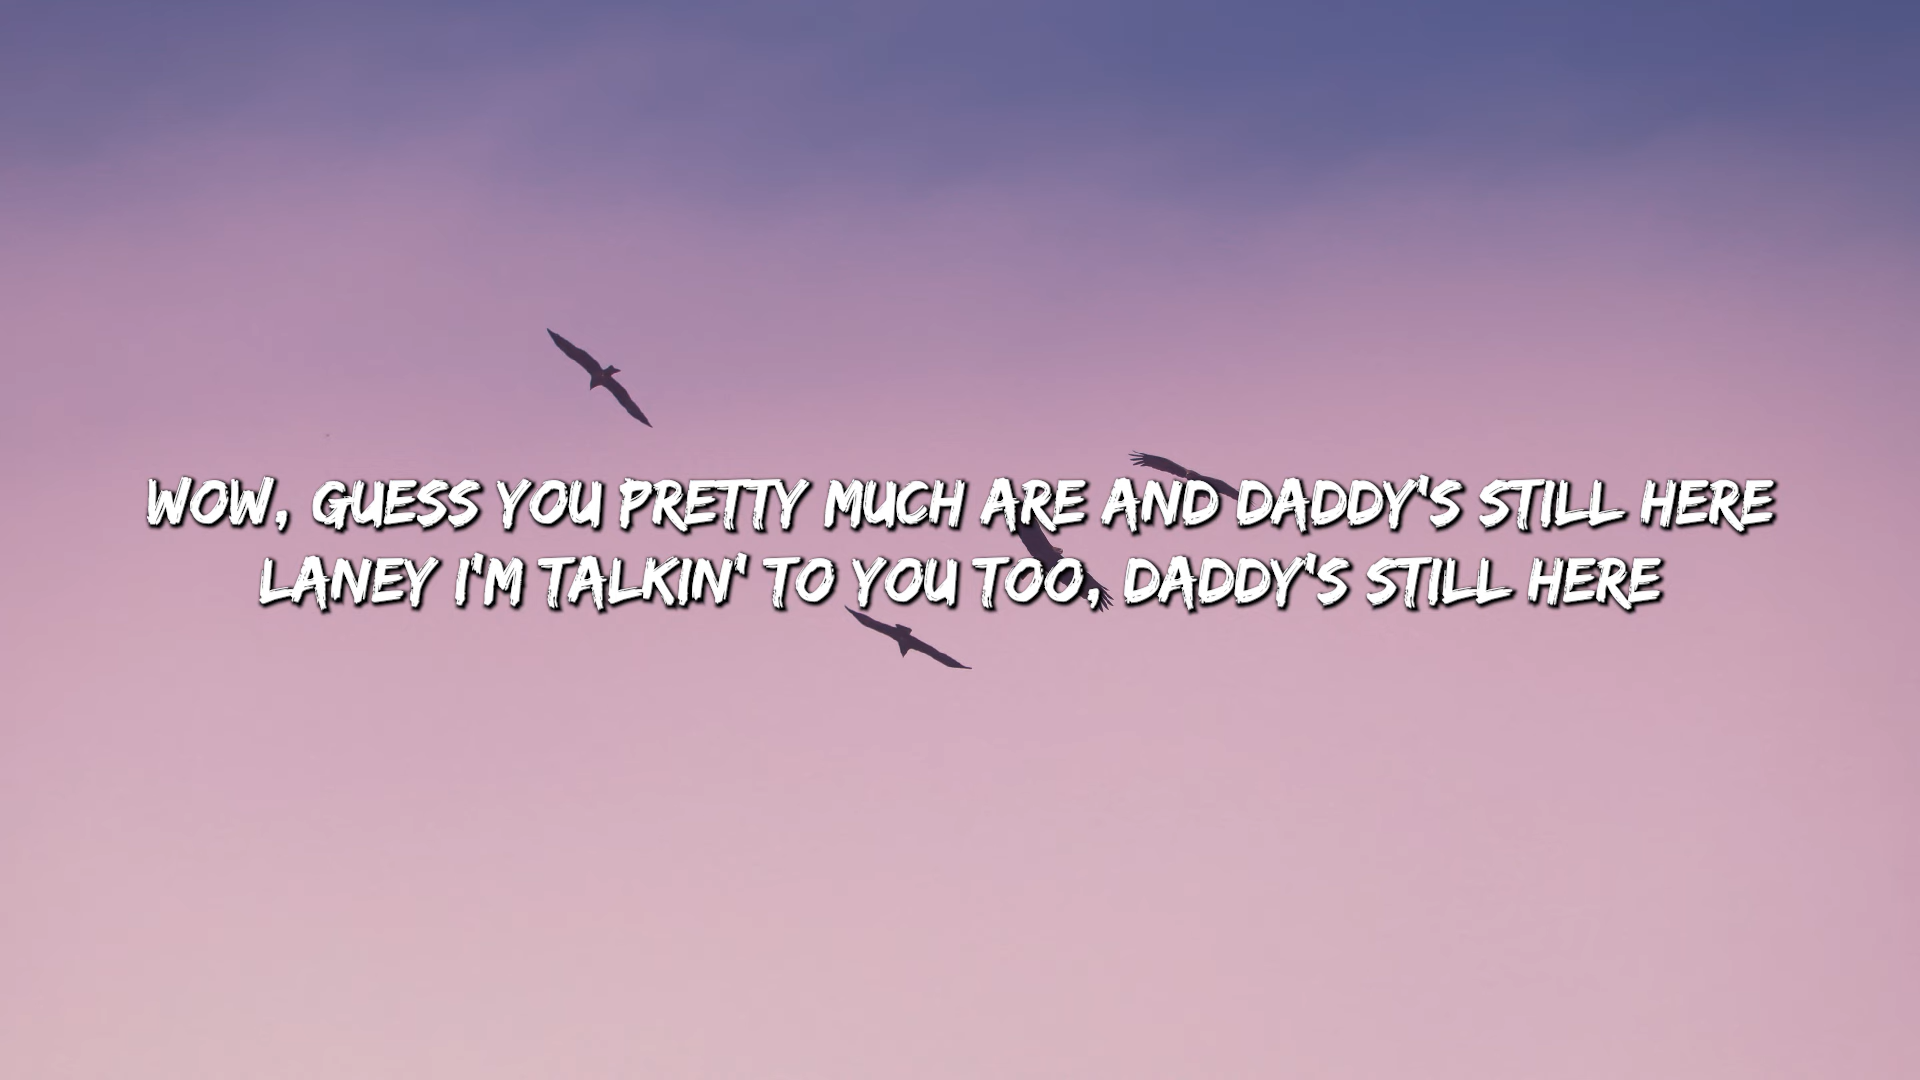 WOW, GUESS YOU PRETTY MUCH ARE AND DADDY'S STILL HERE
LANEY I'M TALKIN' TO YOU TOO, DADDY'S STILL HERE